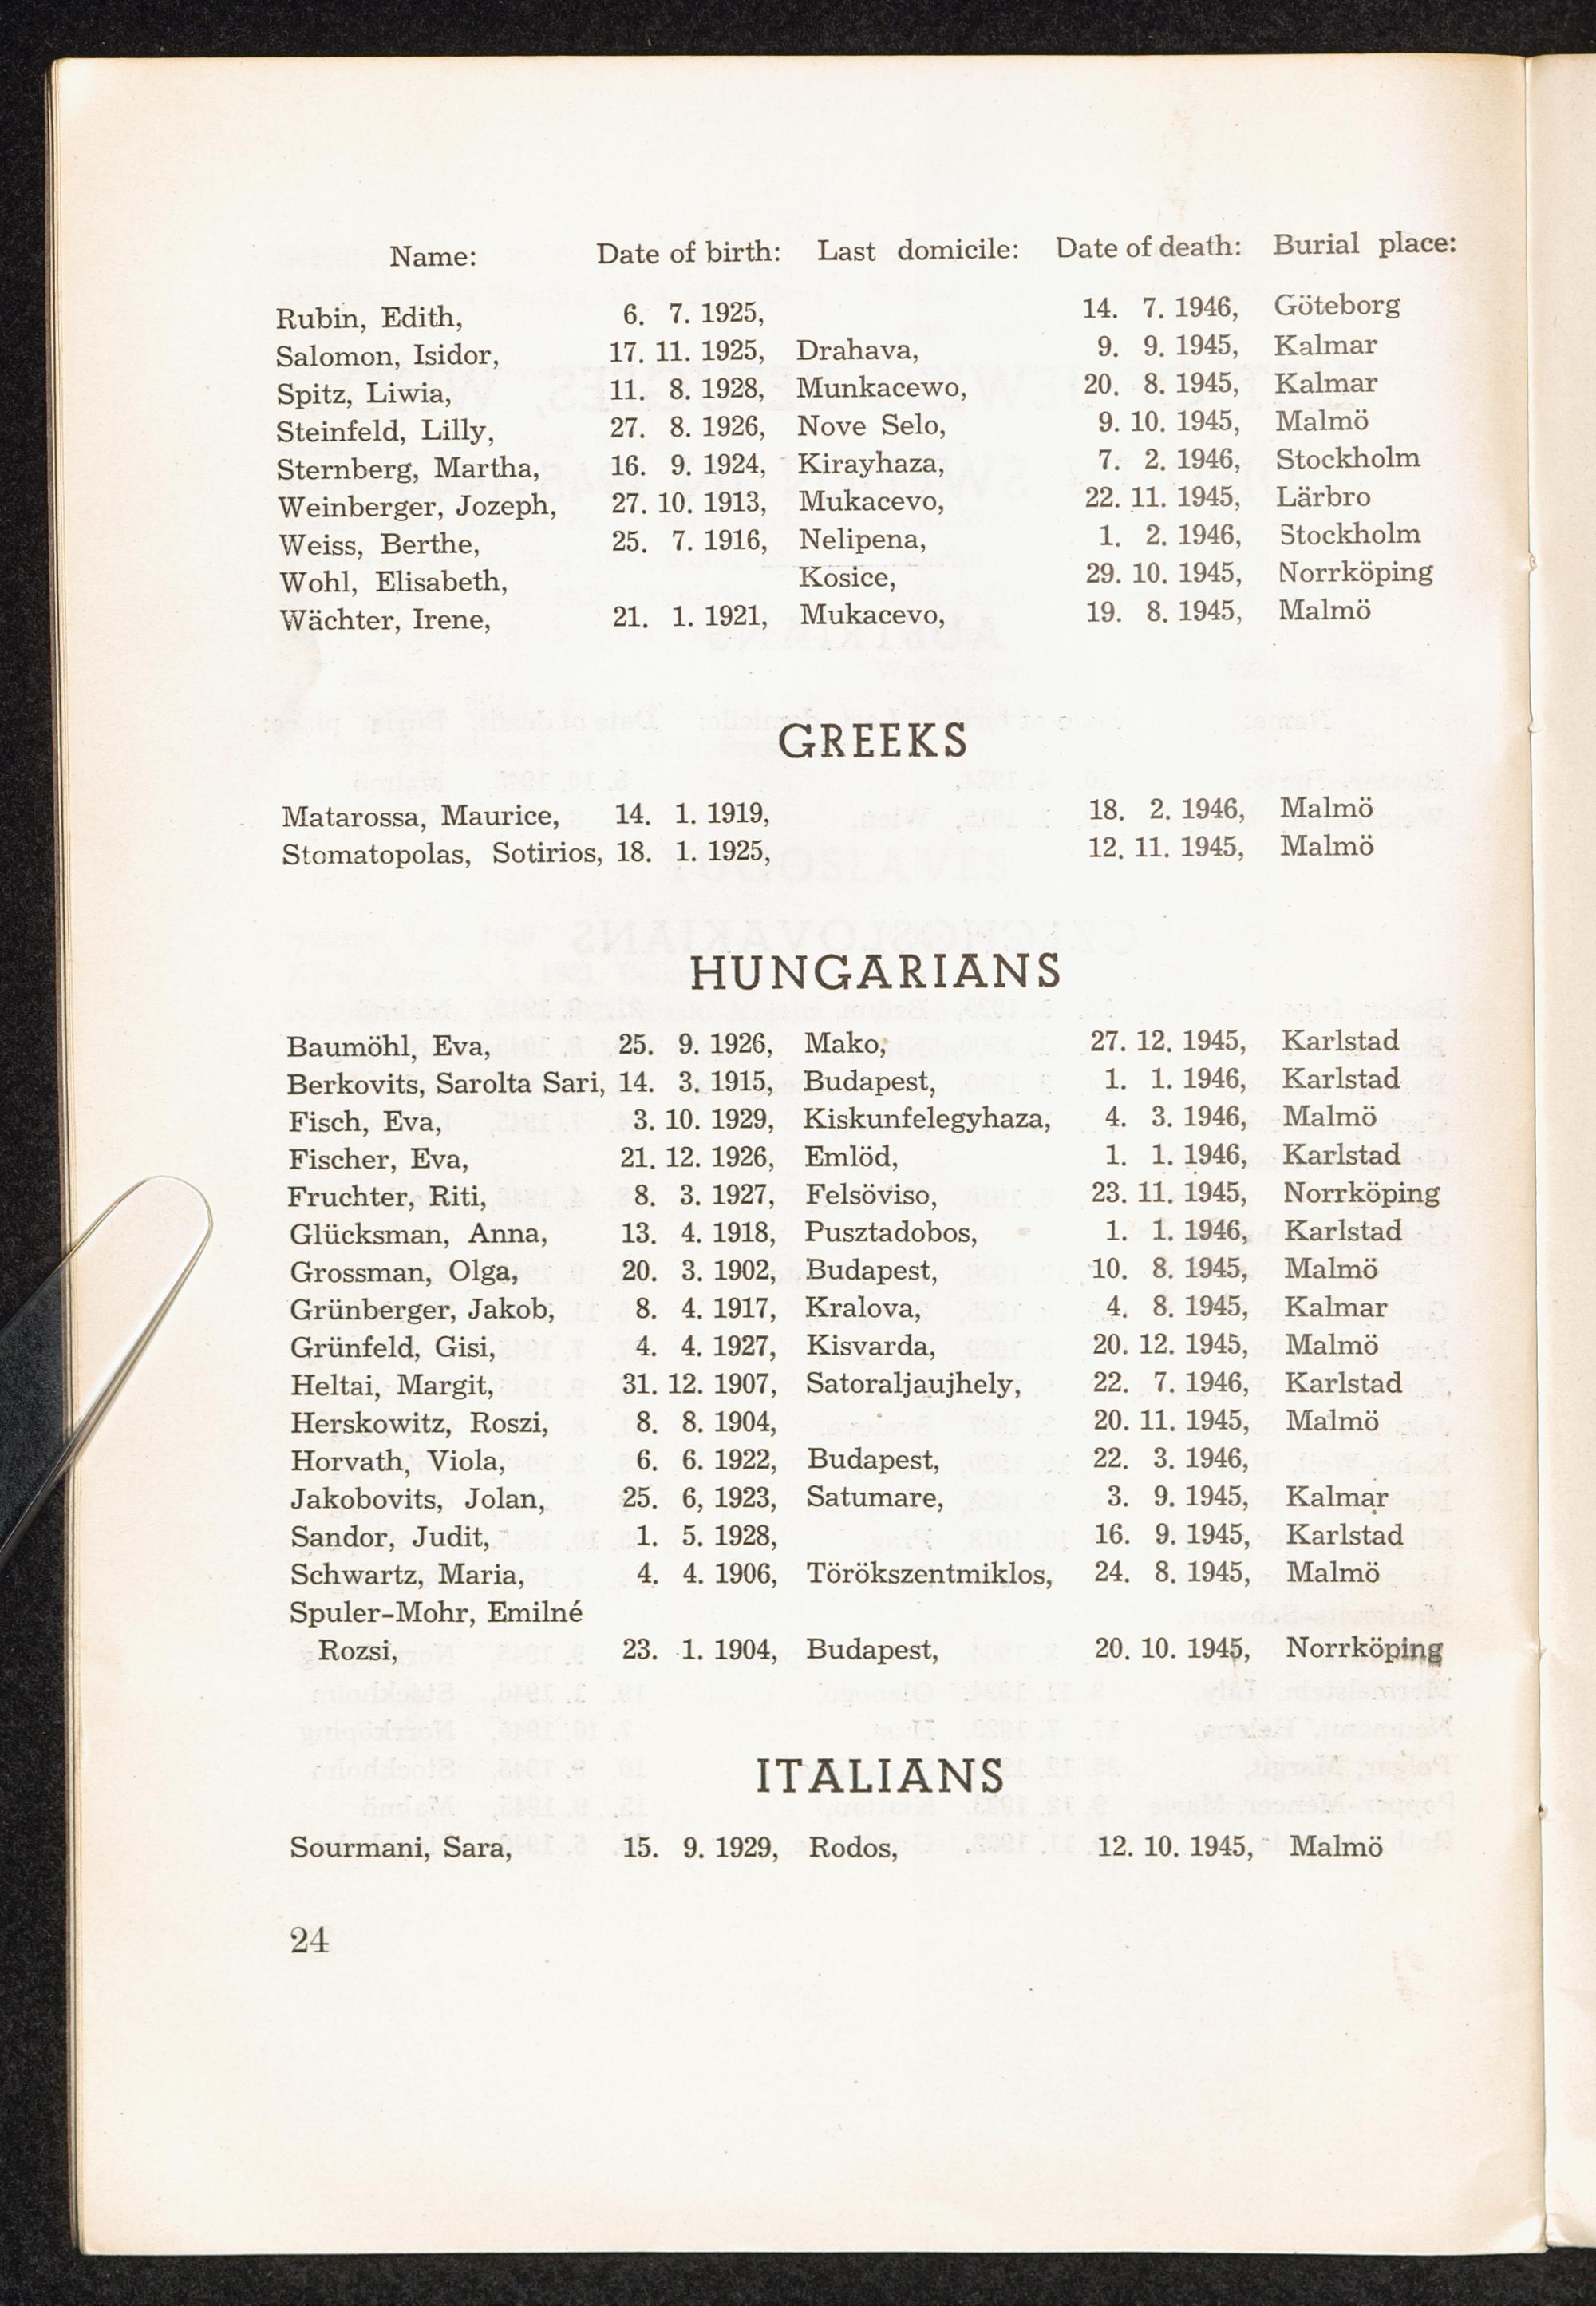 Name: Date of birth: Last domicile: Date of death: Burial place:
Rubin, Edith, 6. 7. 1925, 14. 7. 1946, Göteborg
Salomon, Isidor, 17. 11. 1925, Drahava, 9. 9. 1945, Kalmar
Spitz, Liwia, 11. 8. 1928, Munkacewo, 20. 8. 1945, Kalmar
Steinfeld, Lilly, 27. 8. 1926, Nove Selo, 9. 10. 1945, Malmö
Sternberg, Martha, 16. 9. 1924, Kirayhaza, 7. 2. 1946, Stockholm
Weinberger, Jozeph, 27. 10. 1913, Mukacevo, 22. 11. 1945, Lärbro
Weiss, Berthe, 25. 7. 1916, Nelipena, 1. 2. 1946, Stockholm
Wohl, Elisabeth, Kosice, 29. 10. 1945, Norrköping
Wächter, Irene, 21. 1. 1921, Mukacevo, 19. 8. 1945, Malmö
GREEKS
Matarossa, Maurice, 14. 1. 1919, 18. 2. 1946, Malmö
Stomatopolas, Sotirios, 18. 1. 1925, 12. 11. 1945, Malmö
HUNGARIANS
Baumöhl, Eva, 25. 9. 1926, Mako, 27. 12. 1945, Karlstad
Berkovits, Sarolta Sari, 14. 3. 1915, Budapest, 1. 1. 1946, Karlstad
Fisch, Eva, 3. 10. 1929, Kiskunfelegyhaza, 4. 3. 1946, Malmö
Fischer, Eva, 21. 12. 1926, Emlöd, 1. 1. 1946, Karlstad
Fruchter, Riti, 8. 3. 1927, Felsöviso, 23. 11. 1945, Norrköping
Glücksman, Anna, 13. 4. 1918, Pusztadobos, 1. 1. 1946, Karlstad
Grossman, Olga, 20. 3. 1902, Budapest, 10. 8. 1945, Malmö
Grünberger, Jakob, 8. 4. 1917, Kralova, 4. 8. 1945, Kalmar
Grünfeld, Gisi, 4. 4. 1927, Kisvarda, 20. 12. 1945, Malmö
Heltai, Margit, 31. 12. 1907, Satoraljaujhely, 22. 7. 1946, Karlstad
Herskowitz, Roszi, 8. 8. 1904, 20. 11. 1945, Malmö
Horvath, Viola, 6. 6. 1922, Budapest, 22. 3. 1946,
Jakobovits, Jolan, 25. 6, 1923, Satumare, 3. 9. 1945, Kalmar
Sandor, Judit, 1. 5. 1928, 16. 9. 1945, Karlstad
Schwartz, Maria, 4. 4. 1906, Törökszentmiklos, 24. 8. 1945, Malmö
Spuler-Mohr, Emilné
Rozsi, 23. 1. 1904, Budapest, 20. 10. 1945, Norrköping
ITALIANS
Sourmani, Sara, 15. 9. 1929, Rodos, 12. 10. 1945, Malmö
24